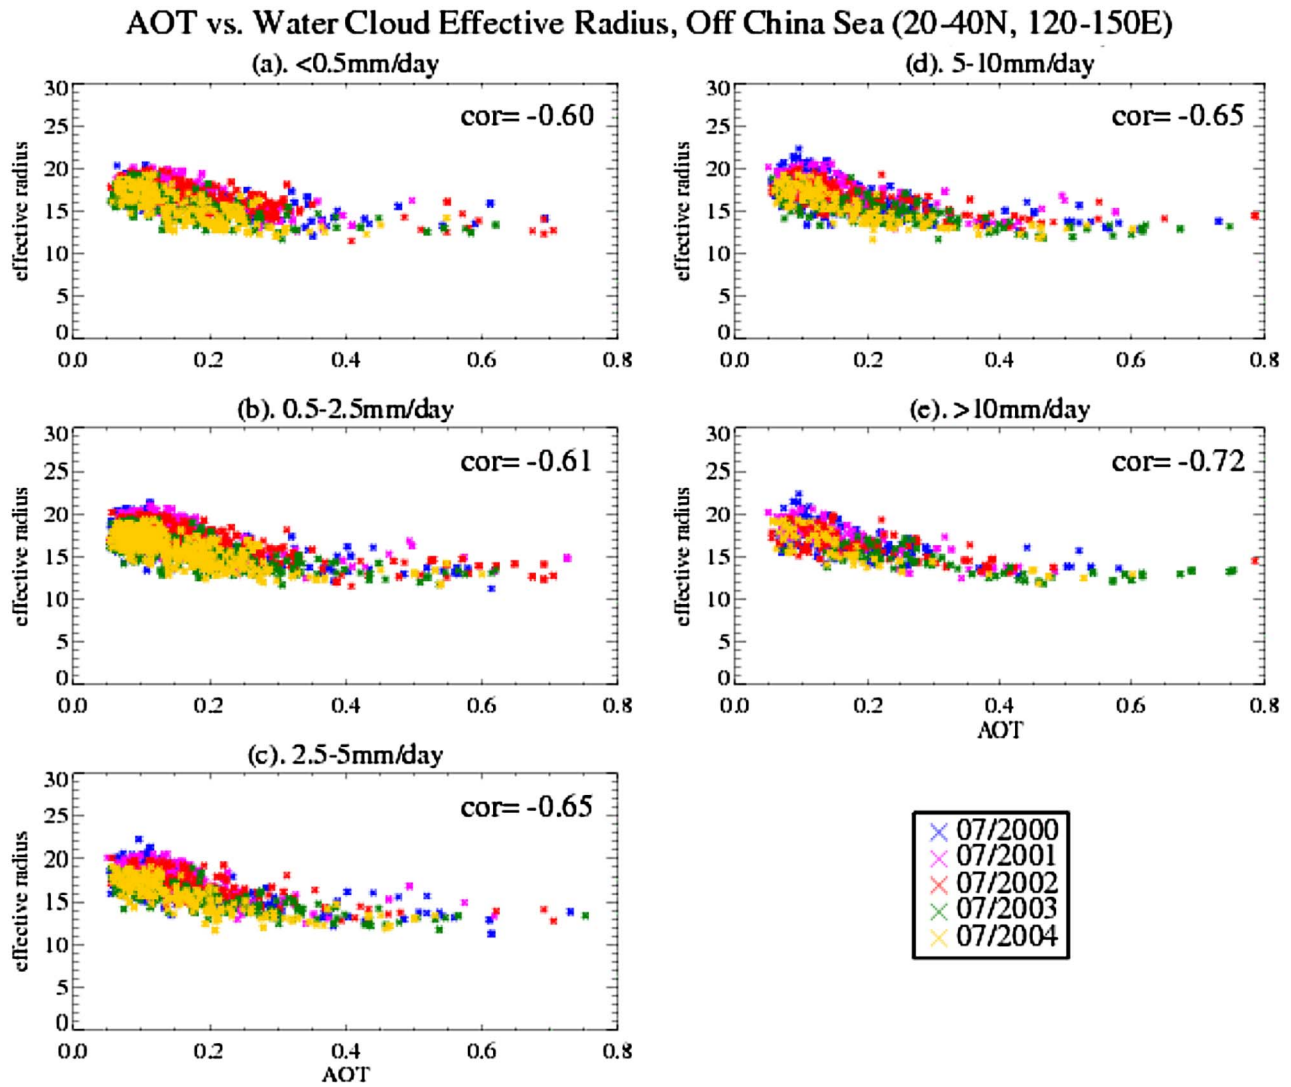 AOT vs. Water Cloud Effective Radius, Off China Sea (20-40N, 120-150E)
(a). <0.5mm/day
cor= -0.60
effective radius
30
25
20
15
10
5
0
0.0 0.2 0.4 0.6 0.8
(d). 5-10mm/day
cor= -0.65
effective radius
30
25
20
15
10
5
0
0.0 0.2 0.4 0.6 0.8
(b). 0.5-2.5mm/day
cor= -0.61
effective radius
30
25
20
15
10
5
0
0.0 0.2 0.4 0.6 0.8
(e). >10mm/day
cor= -0.72
effective radius
30
25
20
15
10
5
0
0.0 0.2 0.4 0.6 0.8
AOT
(c). 2.5-5mm/day
cor= -0.65
effective radius
30
25
20
15
10
5
0
0.0 0.2 0.4 0.6 0.8
AOT
07/2000
07/2001
07/2002
07/2003
07/2004